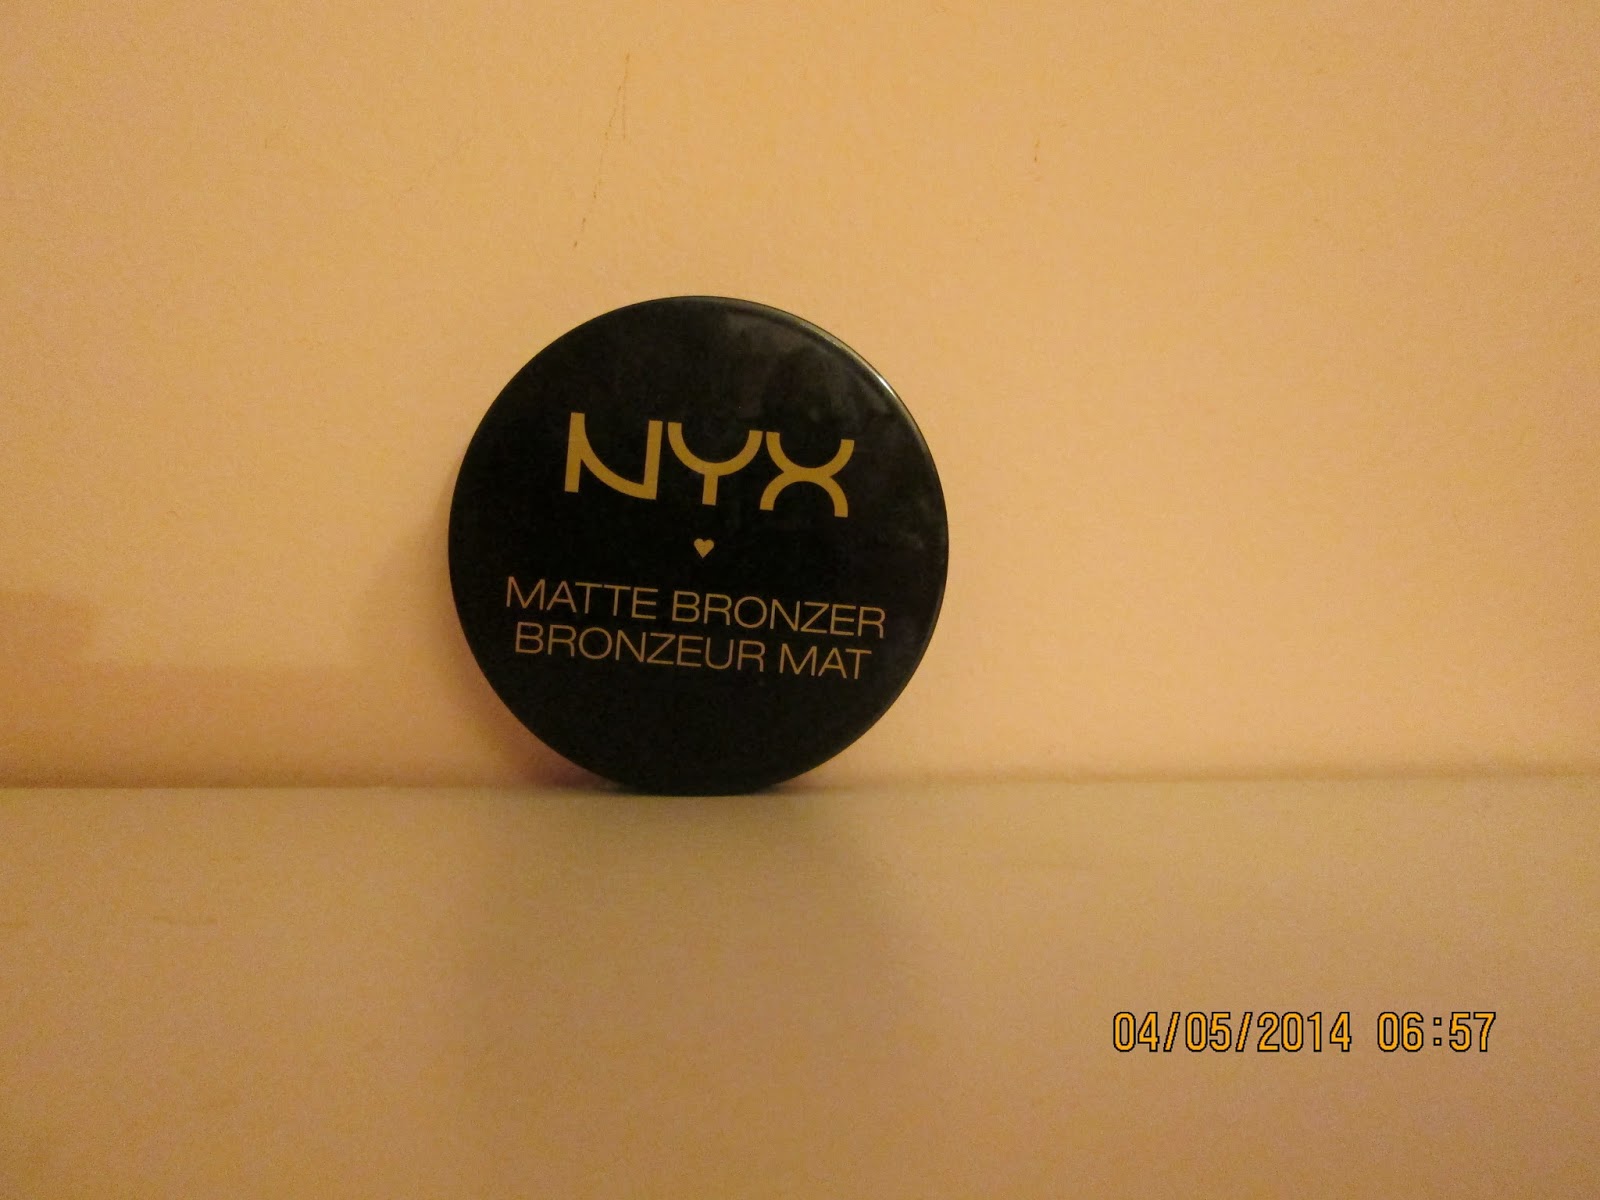 NYX
MATTE BRONZER
BRONZEUR MAT
04/05/2014 06:57